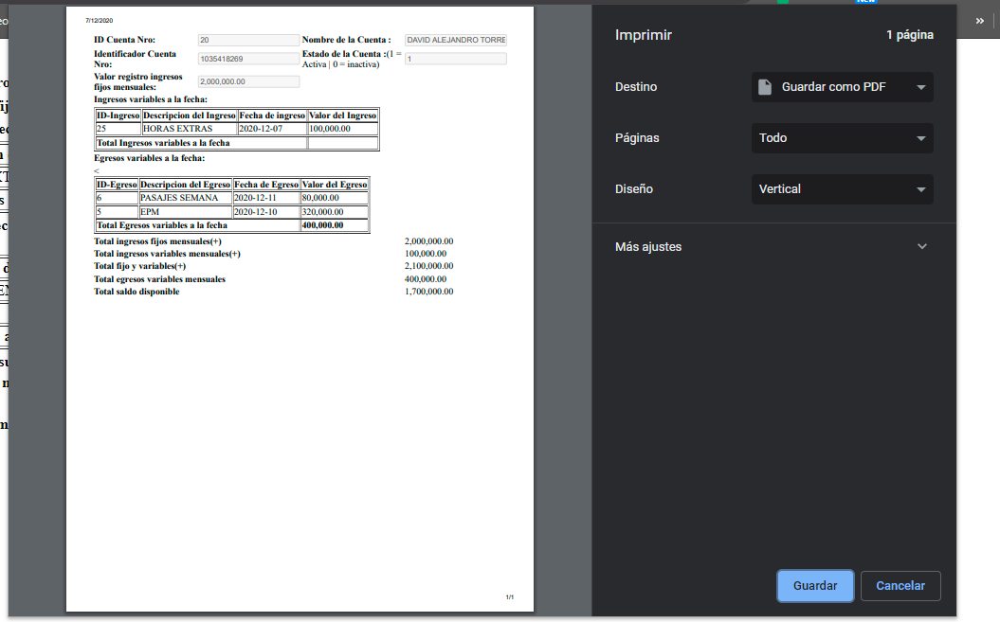 New
»
7/12/2020
ID Cuenta Nro: 20 Nombre de la Cuenta : DAVID ALEJANDRO TORRE
Identificador Cuenta Nro: 1035418269 Estado de la Cuenta :(1 = Activa | 0 = inactiva) 1
Valor registro ingresos fijos mensuales: 2,000,000.00
Ingresos variables a la fecha:
ID-Ingreso Descripcion del Ingreso Fecha de ingreso Valor del Ingreso
25 HORAS EXTRAS 2020-12-07 100,000.00
Total Ingresos variables a la fecha
Egresos variables a la fecha:
<
ID-Egreso Descripcion del Egreso Fecha de Egreso Valor del Egreso
6 PASAJES SEMANA 2020-12-11 80,000.00
5 EPM 2020-12-10 320,000.00
Total Egresos variables a la fecha 400,000.00
Total ingresos fijos mensuales(+) 2,000,000.00
Total ingresos variables mensuales(+) 100,000.00
Total fijo y variables(+) 2,100,000.00
Total egresos variables mensuales 400,000.00
Total saldo disponible 1,700,000.00
1/1
Imprimir 1 página
Destino Guardar como PDF
Páginas Todo
Diseño Vertical
Más ajustes
Guardar Cancelar